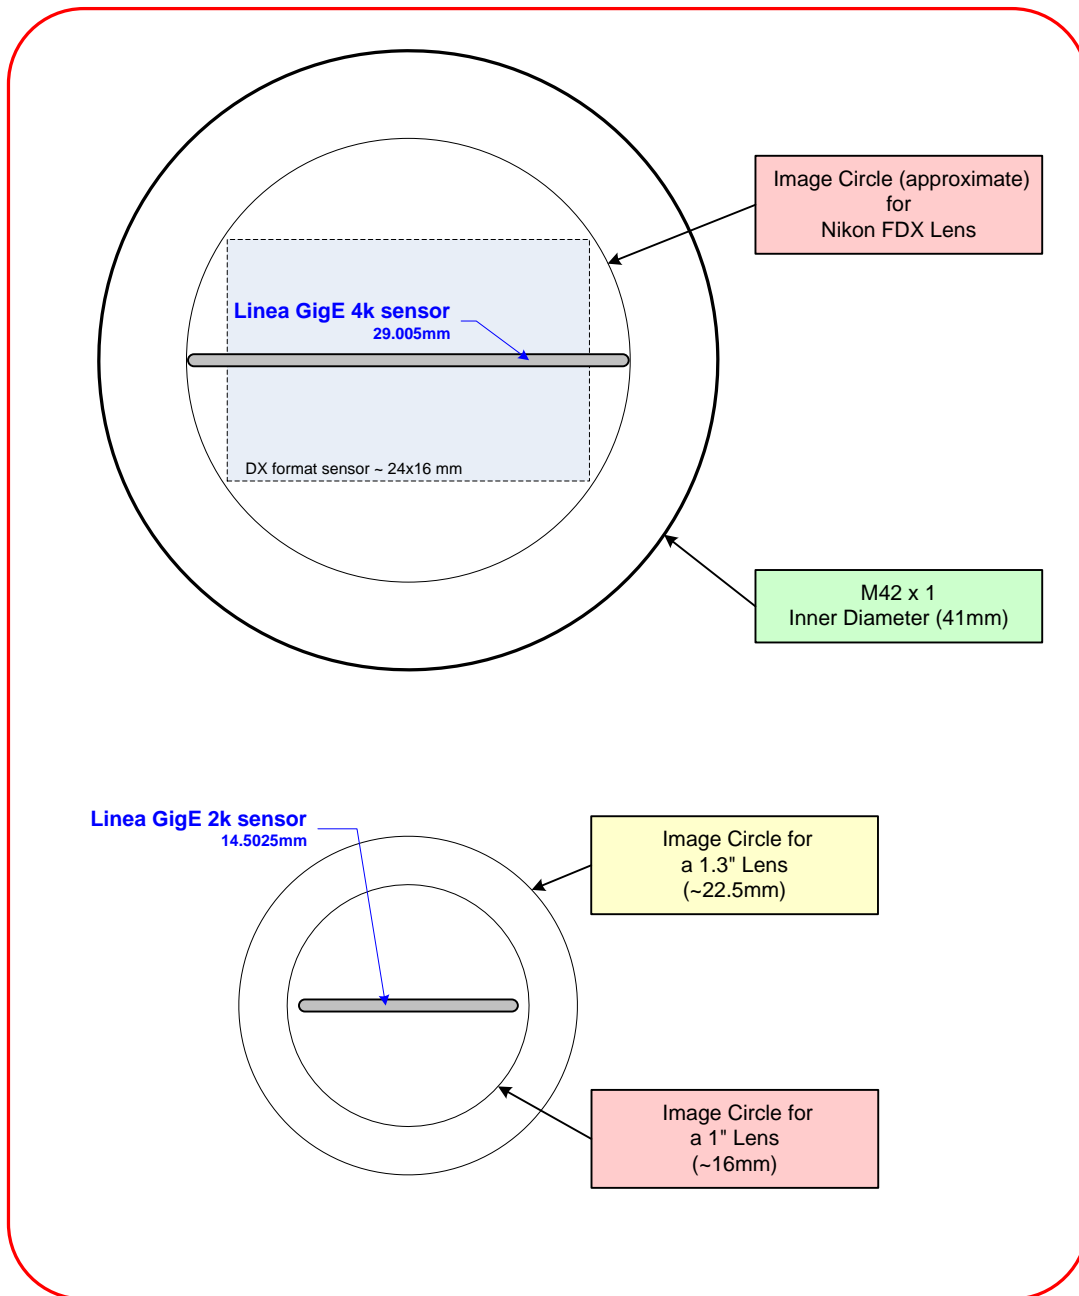 Image Circle (approximate)
for
Nikon FDX Lens
Linea GigE 4k sensor
29.005mm
DX format sensor ~ 24x16 mm
M42 x 1
Inner Diameter (41mm)
Linea GigE 2k sensor
14.5025mm
Image Circle for
a 1.3" Lens
(~22.5mm)
Image Circle for
a 1" Lens
(~16mm)